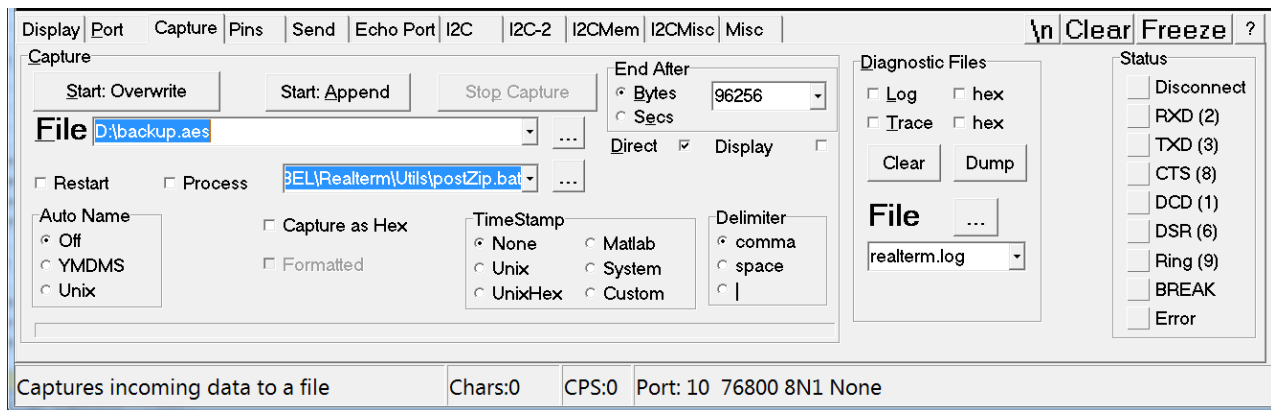 Display Port Capture Pins Send Echo Port I2C I2C-2 I2CMem I2CMisc Misc \n Clear Freeze ?
Capture
Start: Overwrite Start: Append Stop Capture
End After
Bytes 96256
Secs
File D:\backup.aes ...
Direct Display
Restart Process BEL\Realterm\Utils\postZip.bat ...
Auto Name
Off
YMDMS
Unix
Capture as Hex
Formatted
TimeStamp
None Matlab
Unix System
UnixHex Custom
Delimiter
comma
space
|
Diagnostic Files
Log hex
Trace hex
Clear Dump
File ...
realterm.log
Status
Disconnect
RXD (2)
TXD (3)
CTS (8)
DCD (1)
DSR (6)
Ring (9)
BREAK
Error
Captures incoming data to a file Chars:0 CPS:0 Port: 10 76800 8N1 None